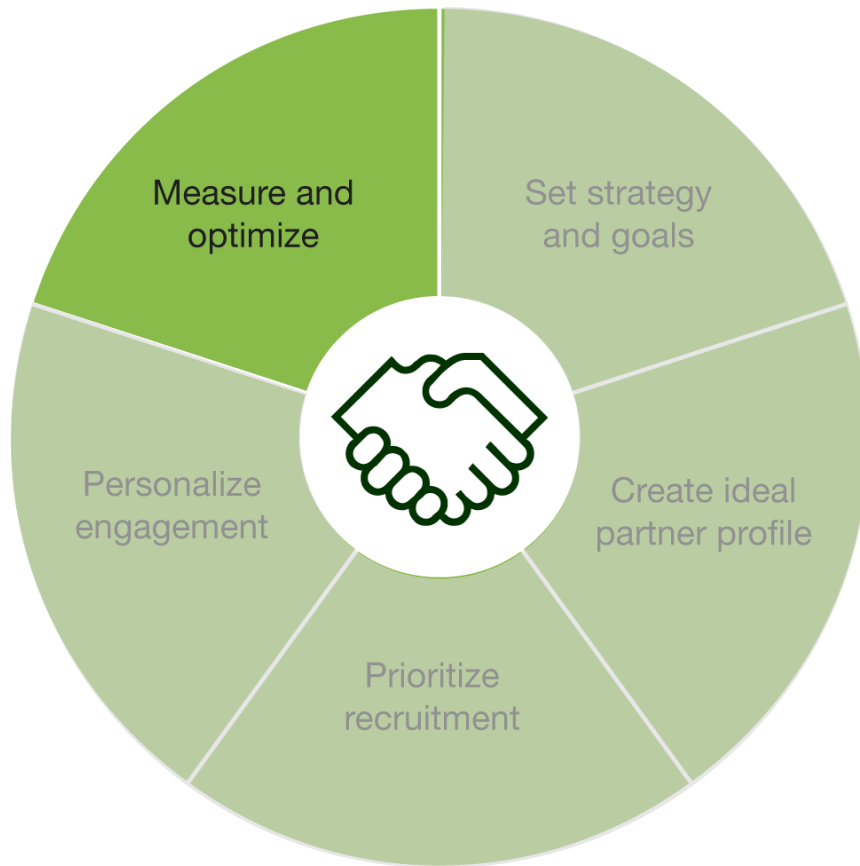 Measure and
optimize
Set strategy
and goals
Personalize
engagement
Create ideal
partner profile
Prioritize
recruitment